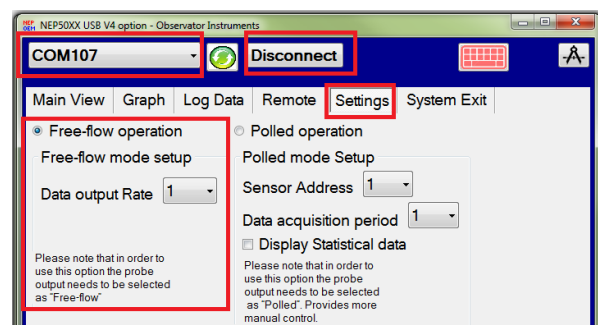 NEP OEM NEP50XX USB V4 option - Observator Instruments
COM107 Disconnect
Main View Graph Log Data Remote Settings System Exit
Free-flow operation
Free-flow mode setup
Data output Rate 1
Please note that in order to
use this option the probe
output needs to be selected
as "Free-flow"
Polled operation
Polled mode Setup
Sensor Address 1
Data acquisition period 1
Display Statistical data
Please note that in order to
use this option the probe
output needs to be selected
as "Polled". Provides more
manual control.